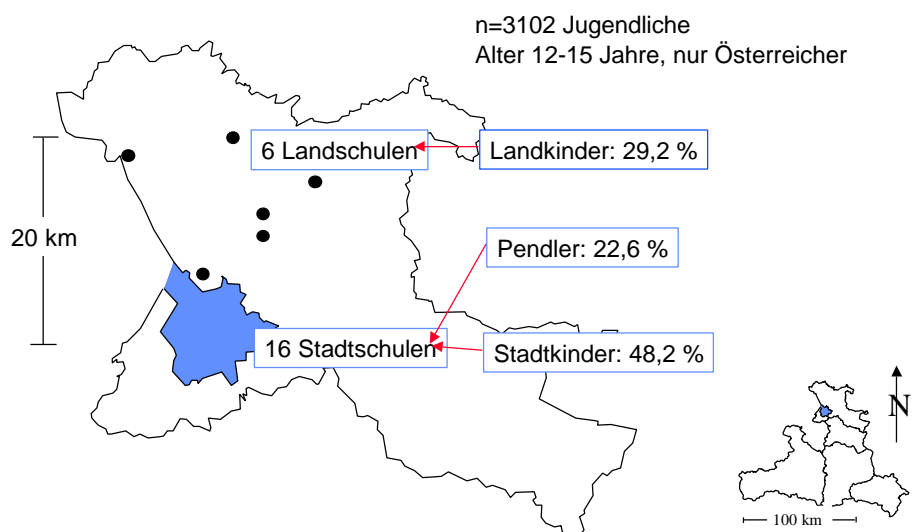 n=3102 Jugendliche
Alter 12-15 Jahre, nur Österreicher
6 Landschulen
Landkinder: 29,2 %
20 km
Pendler: 22,6 %
16 Stadtschulen
Stadtkinder: 48,2 %
N
100 km